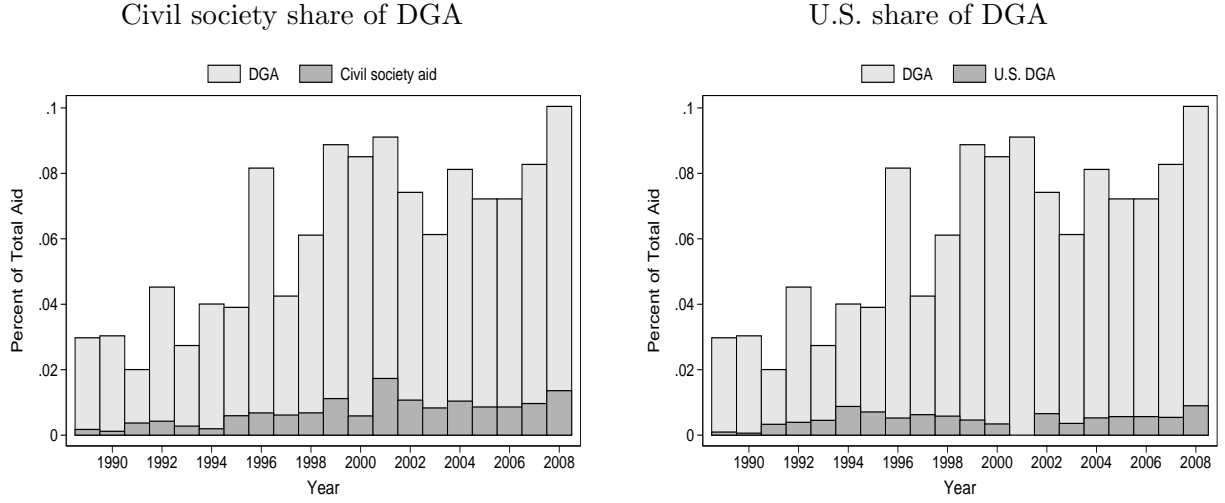 Civil society share of DGA
DGA Civil society aid
Percent of Total Aid
.1
.08
.06
.04
.02
0
1990 1992 1994 1996 1998 2000 2002 2004 2006 2008
Year
U.S. share of DGA
DGA U.S. DGA
Percent of Total Aid
.1
.08
.06
.04
.02
0
1990 1992 1994 1996 1998 2000 2002 2004 2006 2008
Year